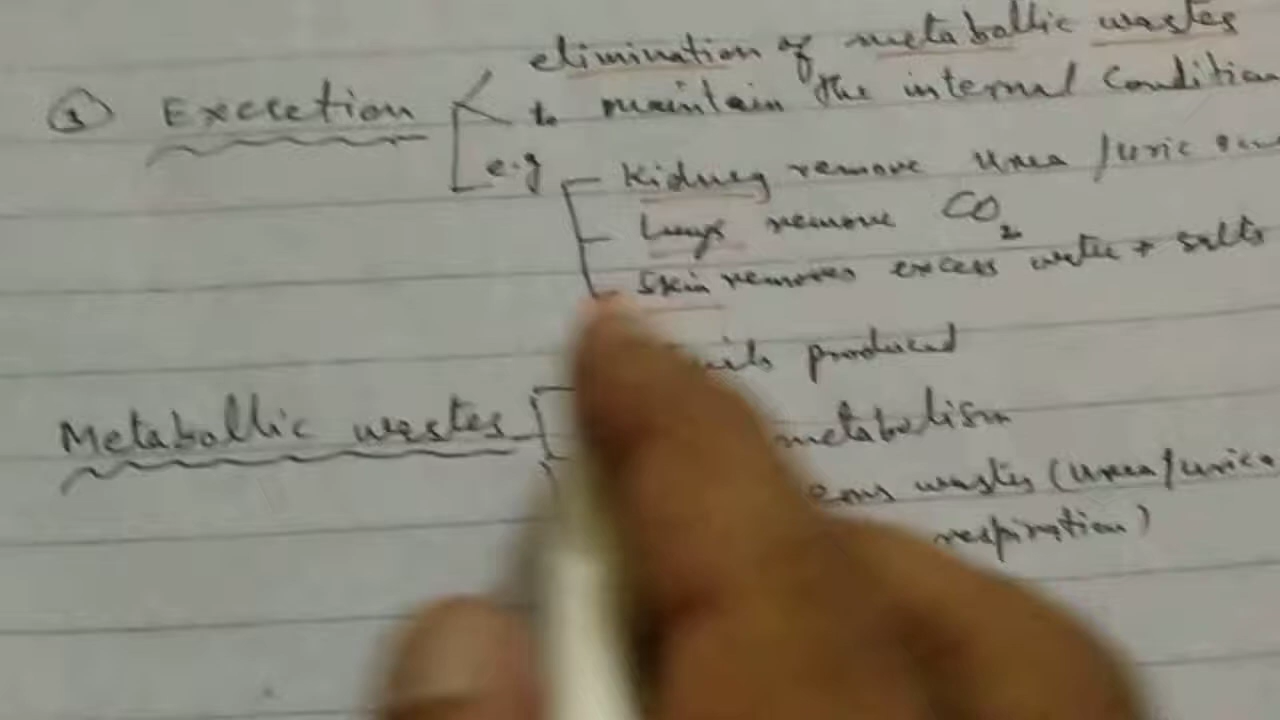 ③ Excretion
elimination of metabollic wastes
to maintain the internal Condition
e.g
Kidney remove Urea / Uric
Lungs remove CO2
Skin removes excess water + salts
Metabollic wastes
produced
metabolism
wastes (Urea / uric
respiration)